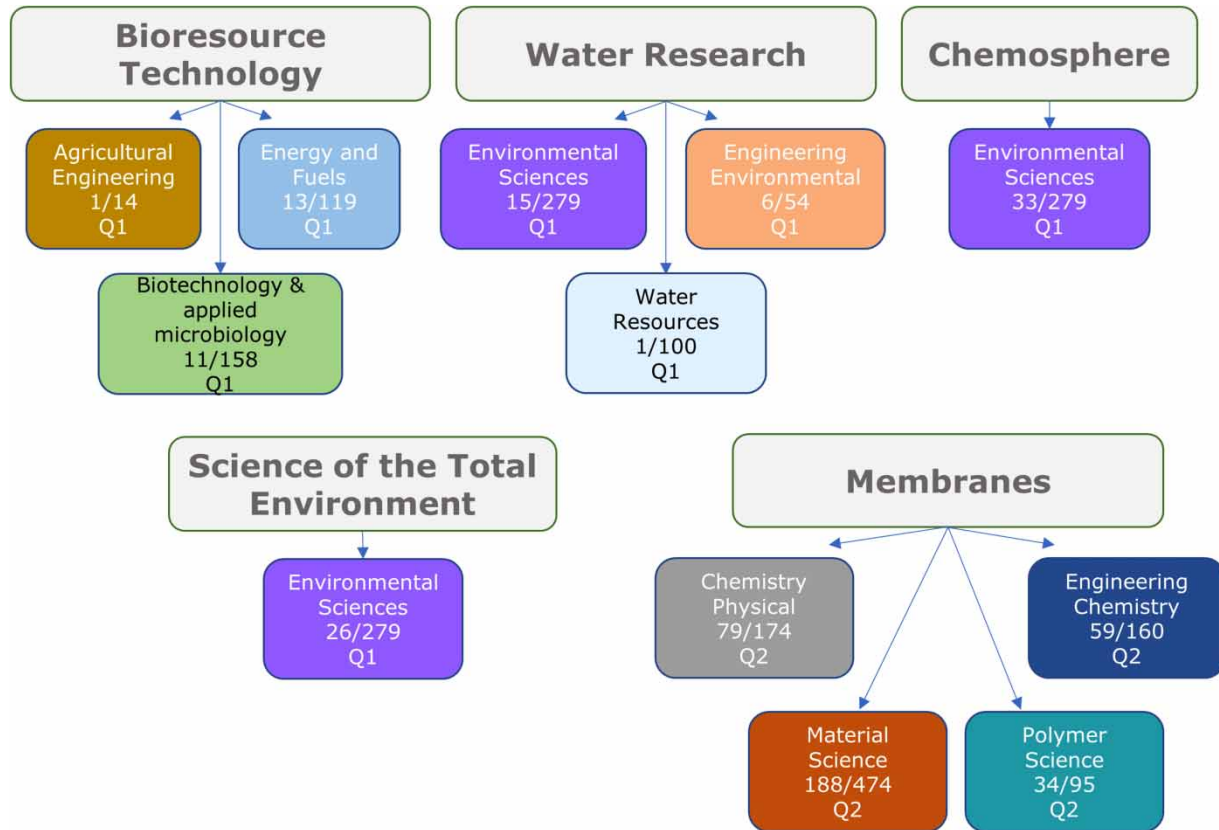 Bioresource
Technology
Agricultural
Engineering
1/14
Q1
Energy and
Fuels
13/119
Q1
Biotechnology &
applied
microbiology
11/158
Q1
Water Research
Environmental
Sciences
15/279
Q1
Engineering
Environmental
6/54
Q1
Water
Resources
1/100
Q1
Chemosphere
Environmental
Sciences
33/279
Q1
Science of the Total
Environment
Environmental
Sciences
26/279
Q1
Membranes
Chemistry
Physical
79/174
Q2
Engineering
Chemistry
59/160
Q2
Material
Science
188/474
Q2
Polymer
Science
34/95
Q2